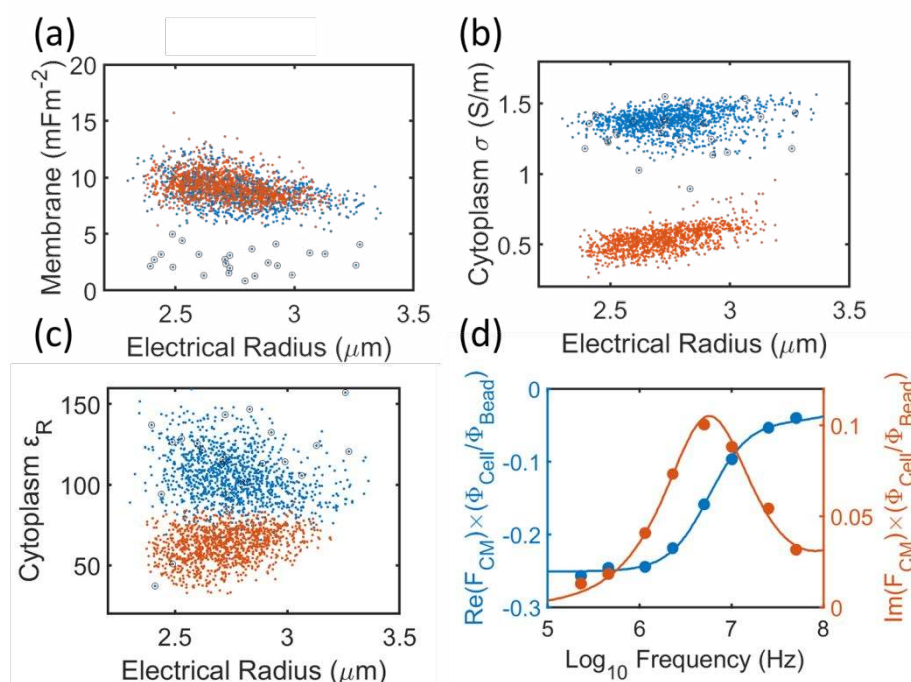 (a)
20
15
10
5
0
2.5 3 3.5
Membrane (mFm⁻²)
Electrical Radius (μm)
(b)
1.5
1
0.5
2.5 3 3.5
Cytoplasm σ (S/m)
Electrical Radius (μm)
(c)
150
100
50
2.5 3 3.5
Cytoplasm ε_R
Electrical Radius (μm)
(d)
0
-0.1
-0.2
-0.3
0.1
0.05
0
5 6 7 8
Re(F_CM)×(Φ_Cell/Φ_Bead)
Im(F_CM)×(Φ_Cell/Φ_Bead)
Log₁₀ Frequency (Hz)